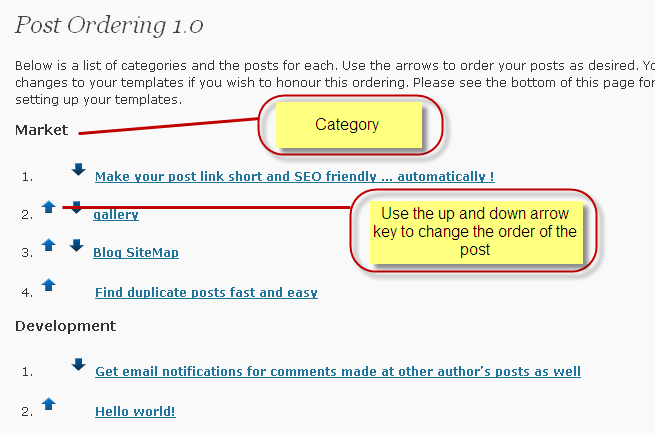 Post Ordering 1.0
Below is a list of categories and the posts for each. Use the arrows to order your posts as desired.
changes to your templates if you wish to honour this ordering. Please see the bottom of this page for
setting up your templates.
Market
Category
1. Make your post link short and SEO friendly ... automatically !
2. gallery
Use the up and down arrow
key to change the order of the
post
3. Blog SiteMap
4. Find duplicate posts fast and easy
Development
1. Get email notifications for comments made at other author's posts as well
2. Hello world!